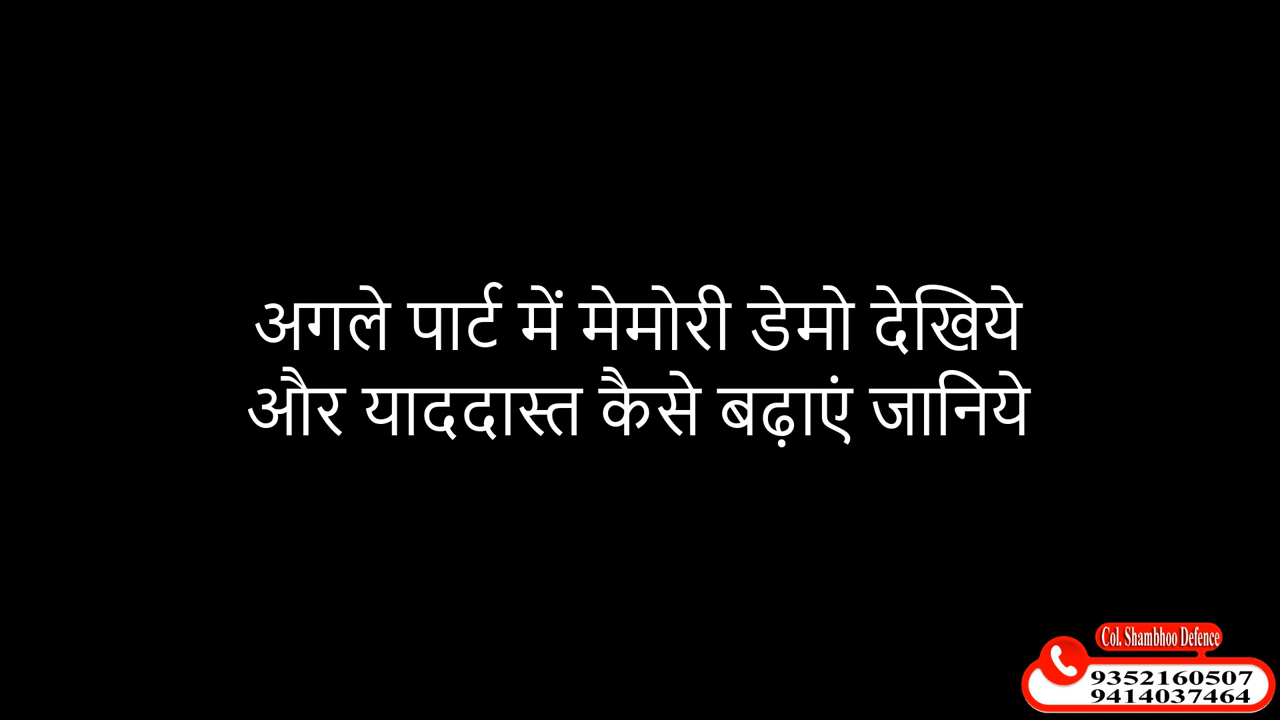 अगले पार्ट में मेमोरी डेमो देखिये
और याददास्त कैसे बढ़ाएं जानिये
Col. Shambhoo Defence
9352160507
9414037464